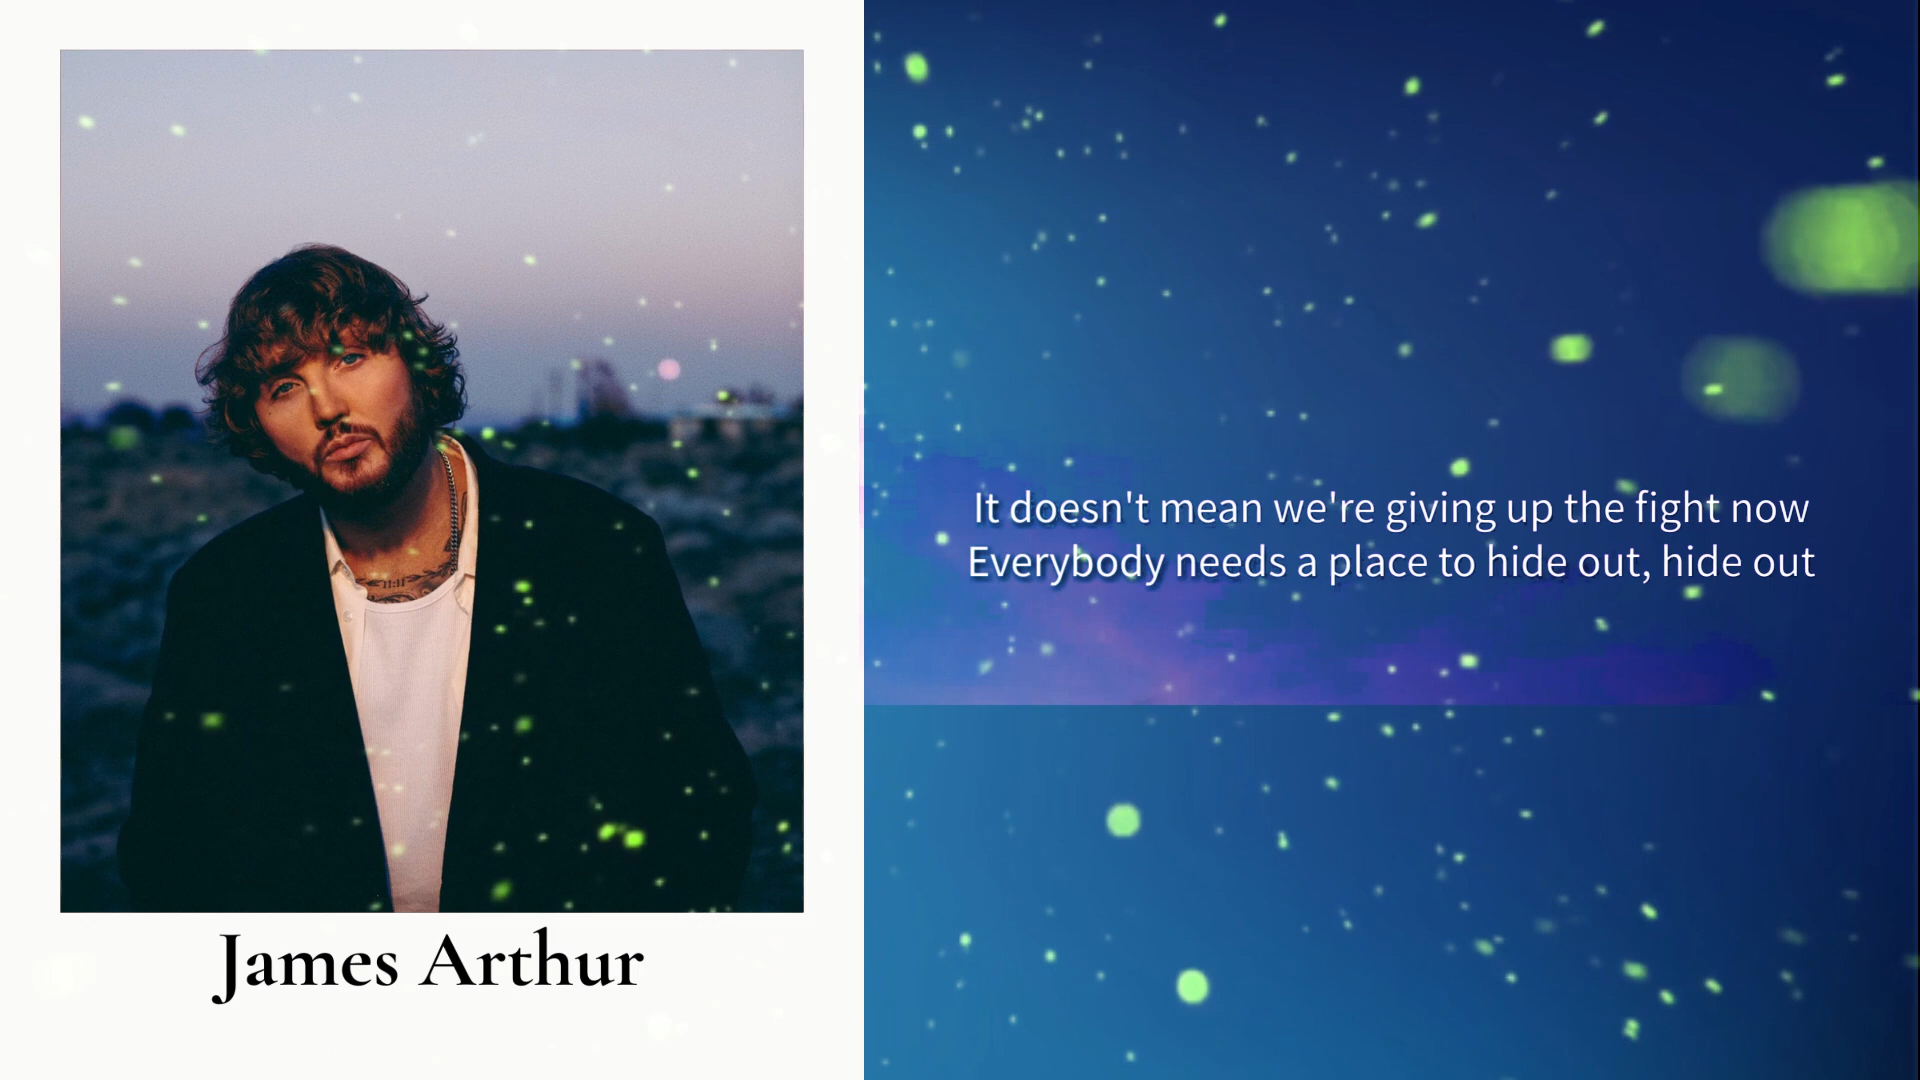 James Arthur
It doesn't mean we're giving up the fight now
Everybody needs a place to hide out, hide out